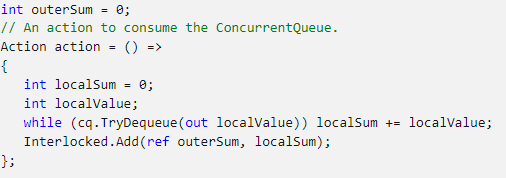 int outerSum = 0;
// An action to consume the ConcurrentQueue.
Action action = () =>
{
   int localSum = 0;
   int localValue;
   while (cq.TryDequeue(out localValue)) localSum += localValue;
   Interlocked.Add(ref outerSum, localSum);
};